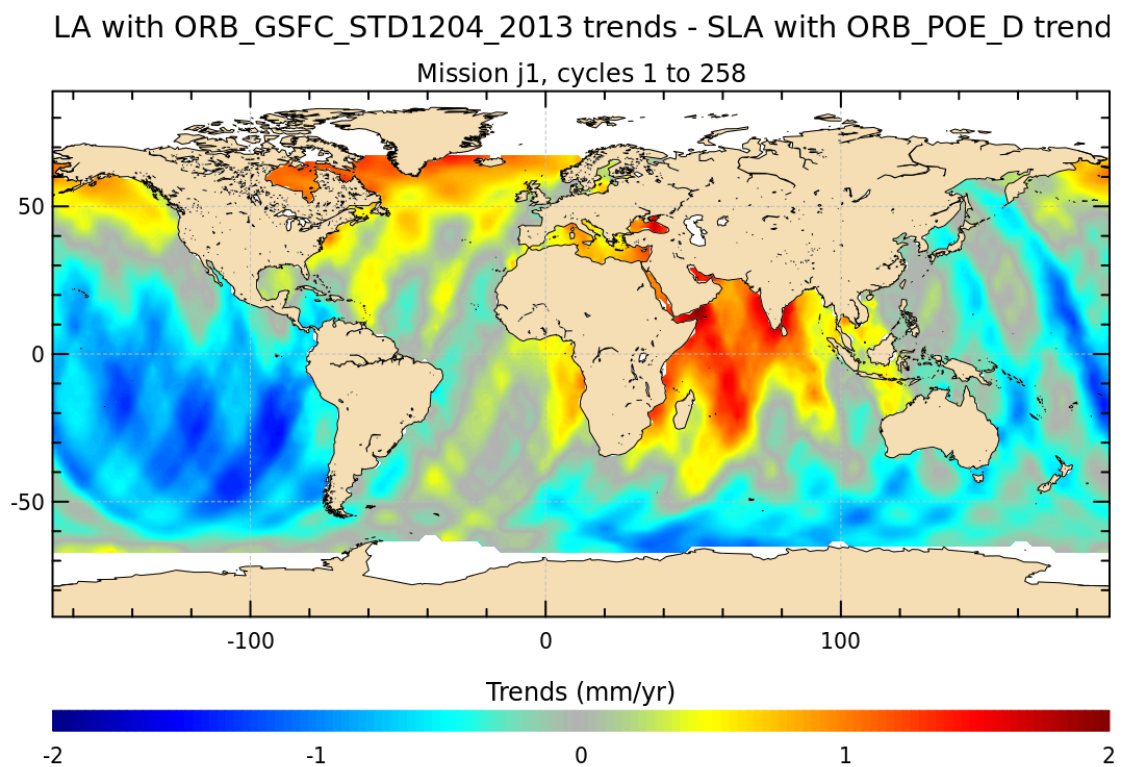 LA with ORB_GSFC_STD1204_2013 trends - SLA with ORB_POE_D trend
Mission j1, cycles 1 to 258
50
0
-50
-100 0 100
Trends (mm/yr)
-2 -1 0 1 2